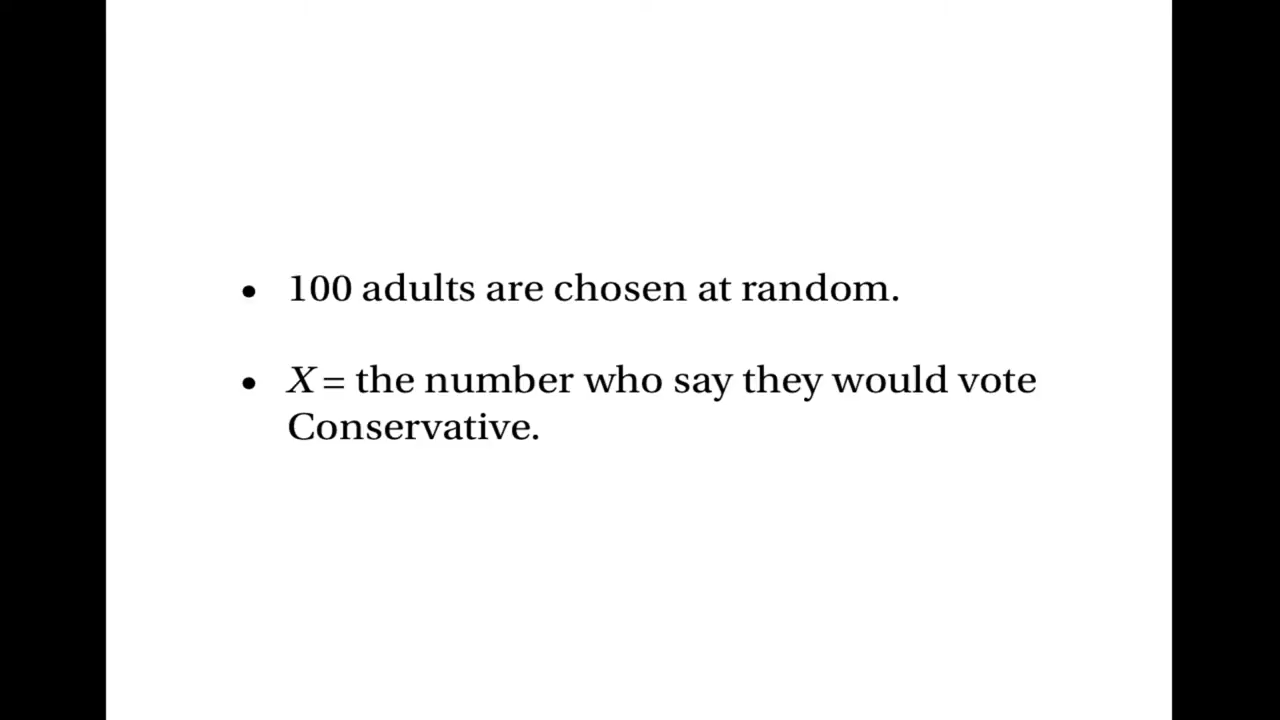 • 100 adults are chosen at random.
• X = the number who say they would vote
Conservative.